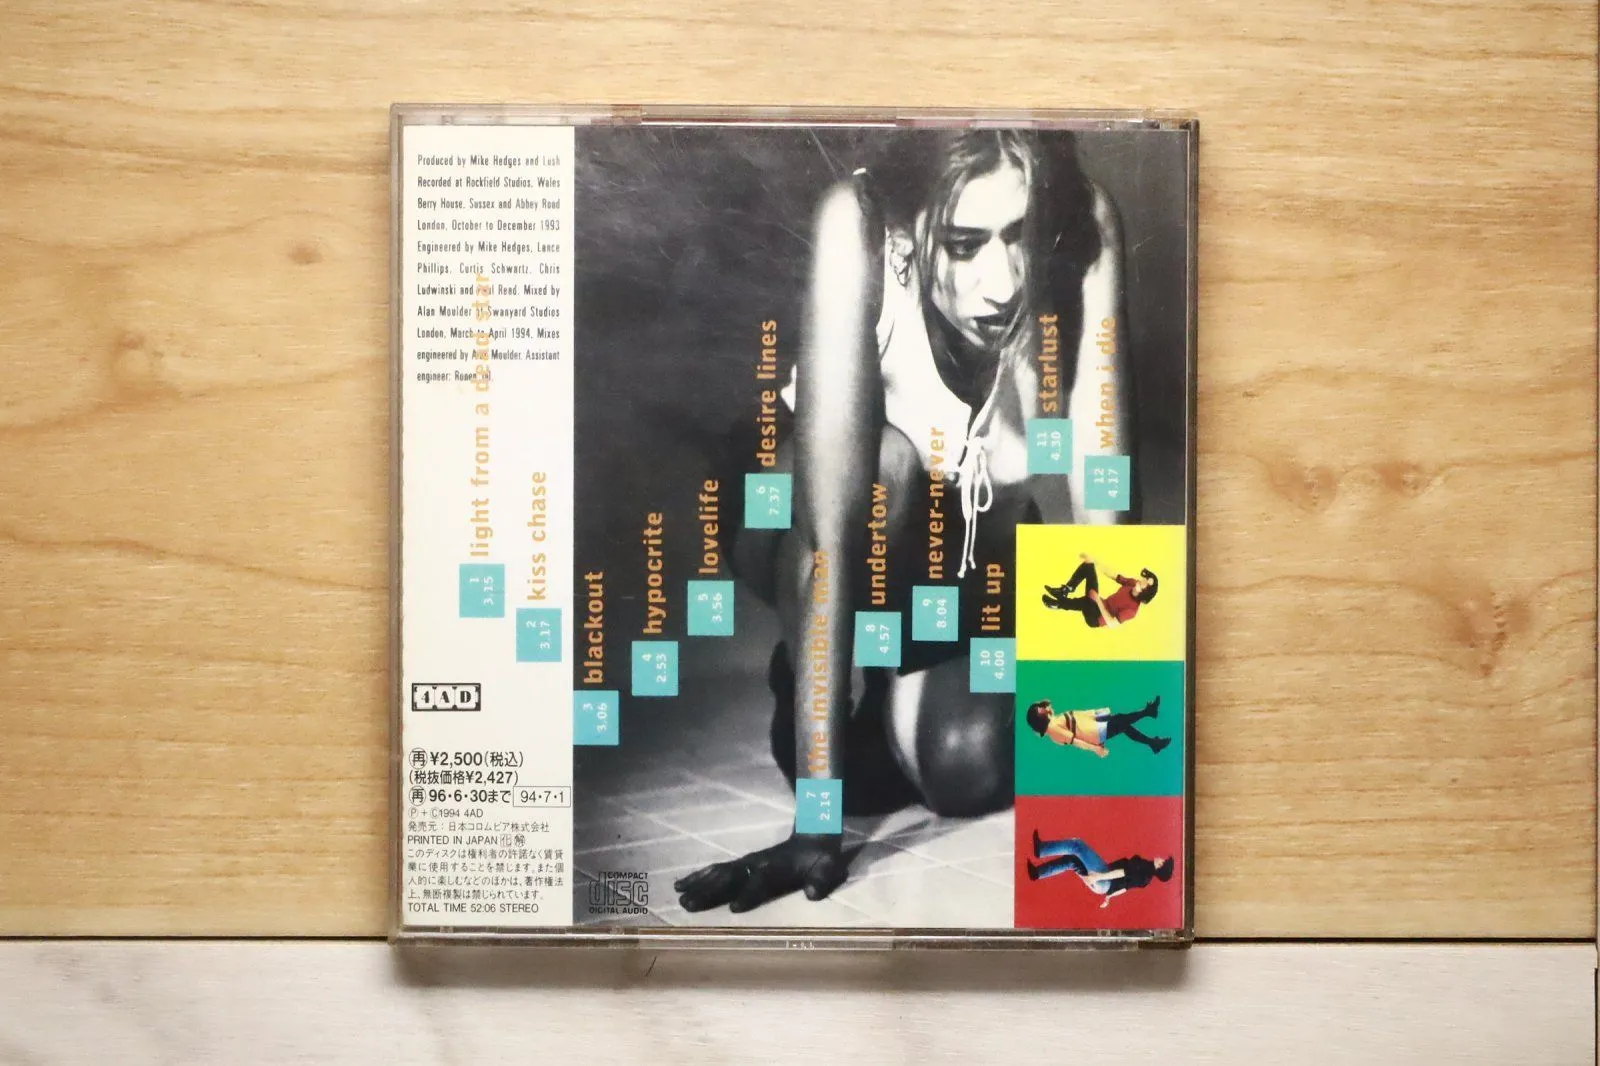 Produced by Mike Hedges and Lush
Recorded at Rockfield Studios, Wales
Berry House, Sussex and Abbey Road
London, October to December 1993
Engineered by Mike Hedges, Lance
Phillips, Curtis Schwartz, Chris
Ludwinski and Paul Read. Mixed by
Alan Moulder at Swanyard Studios
London, March to April 1994, Mixes
engineered by Alan Moulder. Assistant
engineer:
1
3.15
light from a dead star
2
3.17
kiss chase
3
3.06
blackout
4
2.53
hypocrite
5
3.56
lovelife
6
7.37
desire lines
7
2.14
the invisible man
8
4.57
undertow
9
8.04
never-never
10
4.00
lit up
11
4.30
starlust
12
4.17
when i die
4AD
再¥2,500(税込)
(税抜価格¥2,427)
再96・6・30まで 94・7・1
Ⓟ+Ⓒ1994 4AD
発売元:日本コロムビア株式会社
PRINTED IN JAPAN
このディスクは権利者の許諾なく賃貸
業に使用することを禁じます。また個
人的に楽しむなどのほかは、著作権法
上、無断複製は禁じられています。
TOTAL TIME 52:06 STEREO
COMPACT
disc
DIGITAL AUDIO